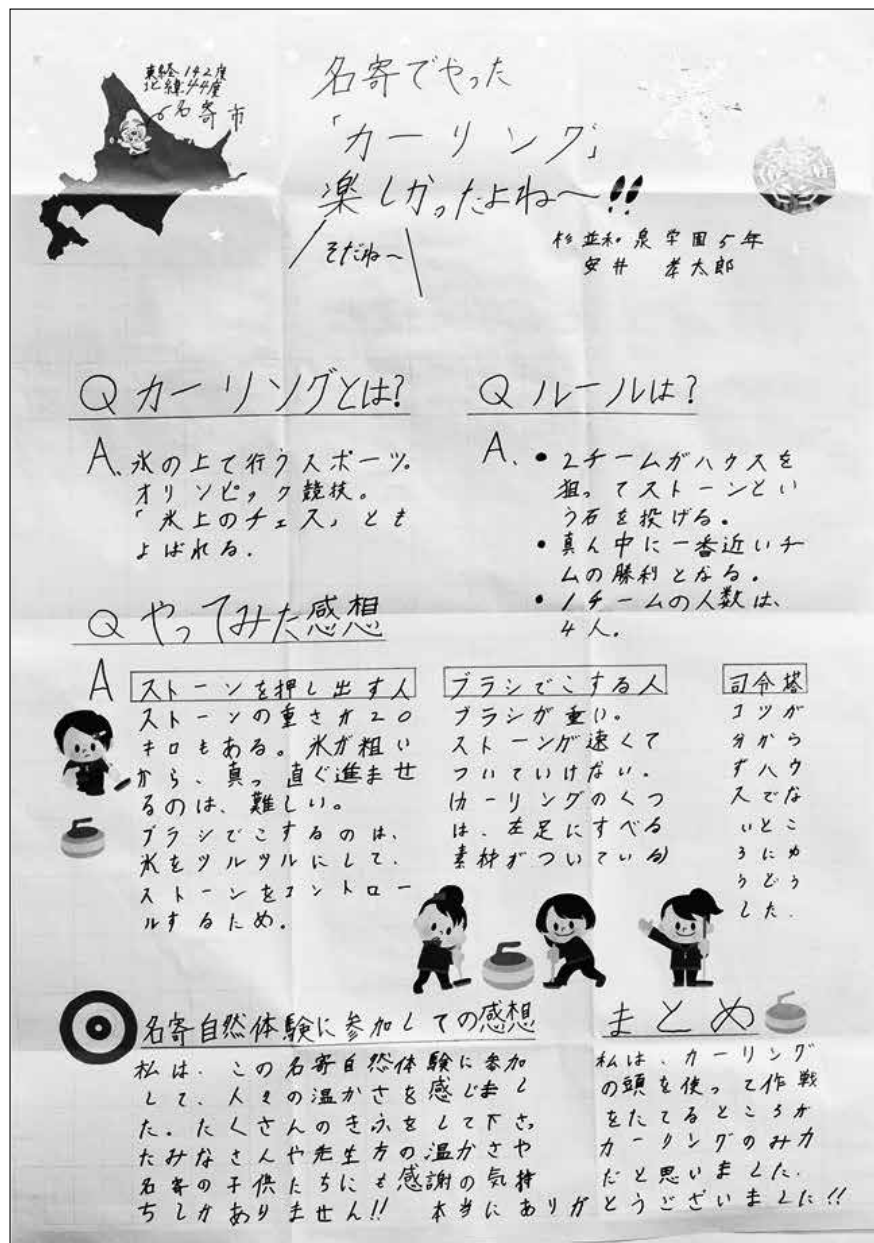 東経142度
北緯44度
名寄市
名寄でやった
「カーリング」
楽しかったよね〜!!
そだね〜
杉並和泉学園5年
安井 孝太郎
Q カーリングとは?
A、氷の上で行うスポーツ。
オリンピック競技。
「氷上のチェス」とも
よばれる.
Q ルールは?
A、• 2チームがハウスを
狙ってストーンとい
う石を投げる。
• 真ん中に一番近いチ
ムの勝利となる。
• 1チームの人数は、
4人.
Q やってみた感想
A ストーンを押し出す人
ストーンの重さが20
キロもある。氷が粗い
から、真っ直ぐ進ませ
るのは、難しい。
ブラシでこするのは、
氷をツルツルにして、
ストーンをコントロー
ルするため.
ブラシでこする人
ブラシが重い。
ストーンが速くて
ついていけない.
(カーリングのくつ
は、左足にすべる
素材がついている)
司令塔
コツが
分から
ずハウ
スでな
いとこ
ろにゆ
うどう
した.
名寄自然体験に参加しての感想
私は、この名寄自然体験に参加
して、人々の温かさを感じまし
た.たくさんのきふをして下さっ
たみなさんや先生方の温かさや
名寄の子供たちにも感謝の気持
ちしかありません!! 本当にありが
まとめ
私は、カーリング
の頭を使って作戦
をたてるところが
カーリングのみ力
だと思いました.
とうございました!!